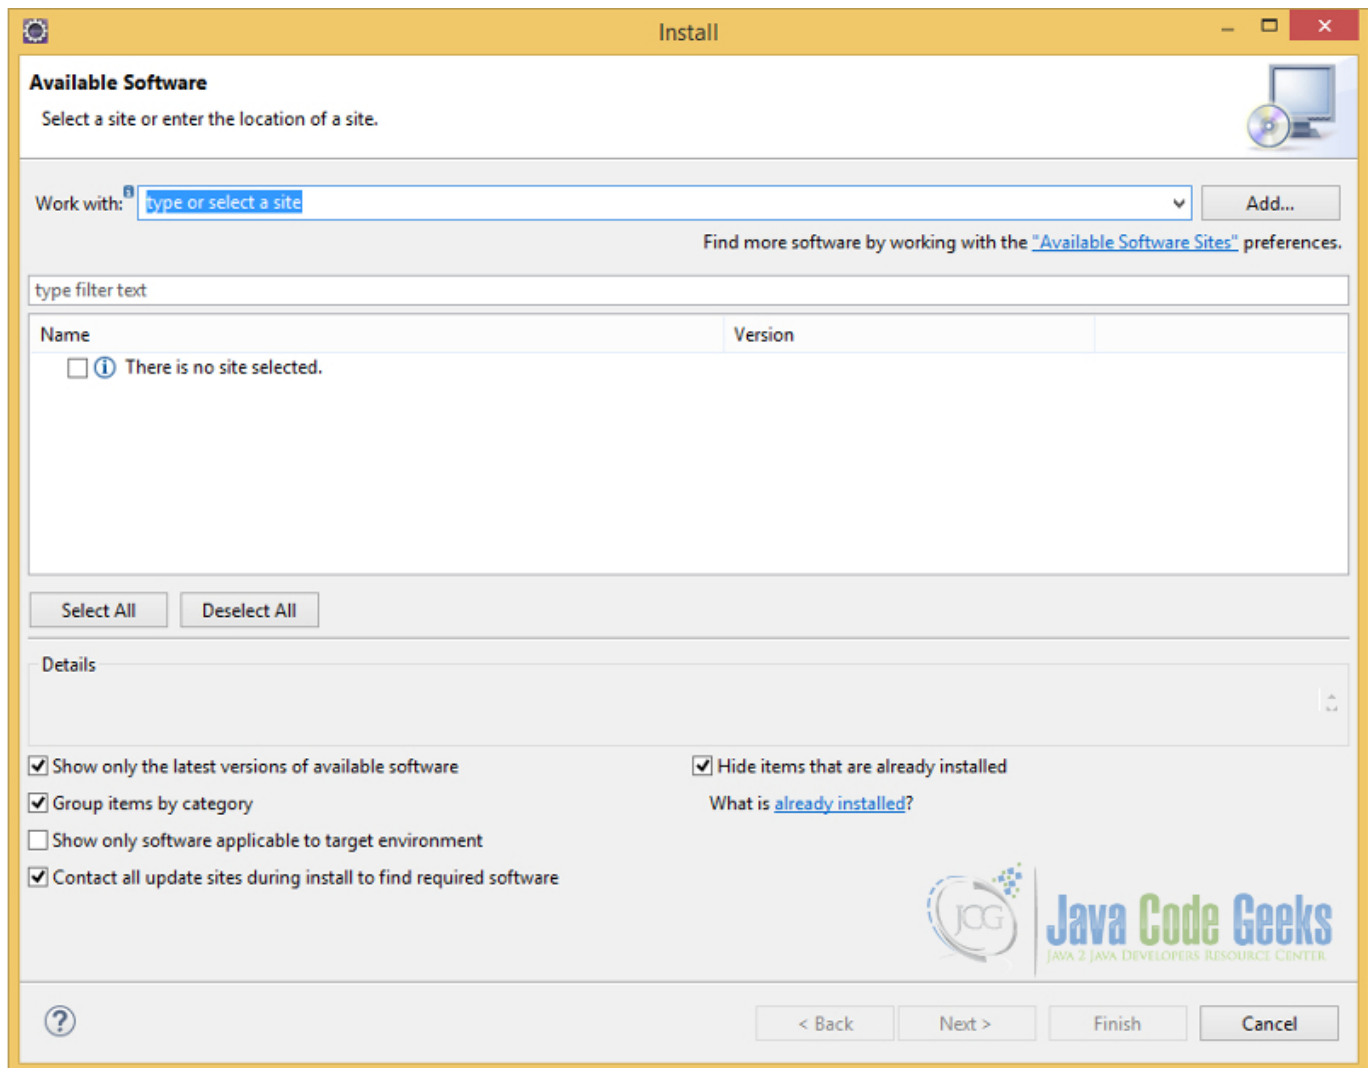 Install
Available Software
Select a site or enter the location of a site.
Work with: type or select a site Add...
Find more software by working with the "Available Software Sites" preferences.
type filter text
Name Version
There is no site selected.
Select All Deselect All
Details
Show only the latest versions of available software Hide items that are already installed
Group items by category What is already installed?
Show only software applicable to target environment
Contact all update sites during install to find required software
JCG Java Code Geeks
JAVA 2 JAVA DEVELOPERS RESOURCE CENTER
? < Back Next > Finish Cancel